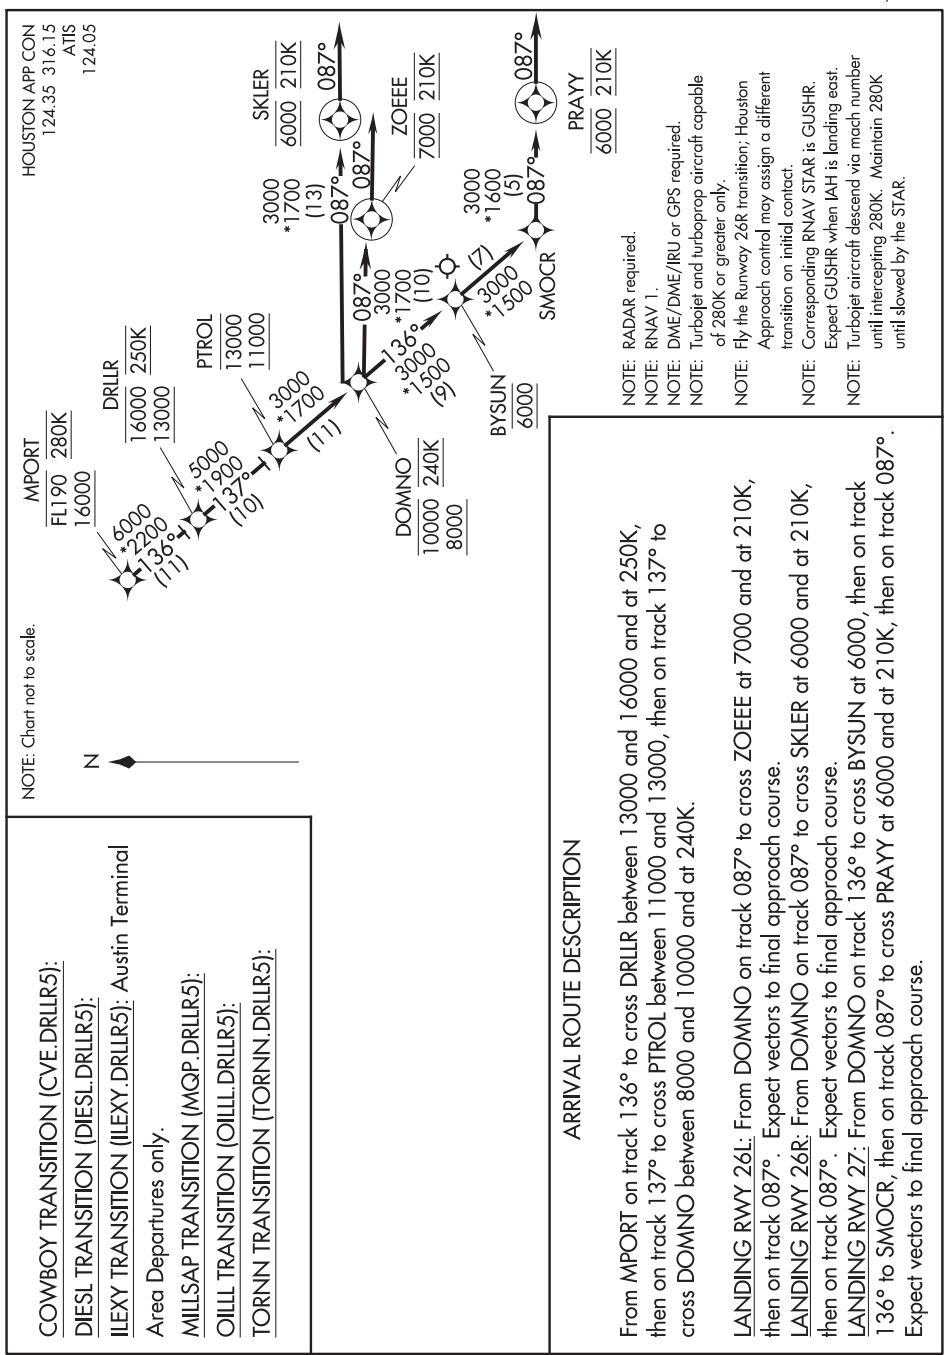 COWBOY TRANSITION (CVE.DRLLR5):
DIESL TRANSITION (DIESL.DRLLR5):
ILEXY TRANSITION (ILEXY.DRLLR5): Austin Terminal
Area Departures only.
MILLSAP TRANSITION (MQP.DRLLR5):
OILLL TRANSITION (OILLL.DRLLR5):
TORNN TRANSITION (TORNN.DRLLR5):
NOTE: Chart not to scale.
N
HOUSTON APP CON
124.35 316.15
ATIS
124.05
MPORT
FL190 280K
16000
6000
*2200
136°
(11)
DRLLR
16000 250K
13000
5000
*1900
137°
(10)
PTROL
13000
11000
3000
*1700
(11)
DOMNO
10000 240K
8000
SKLER
6000 210K
3000
*1700
(13)
087°
087°
ZOEEE
7000 210K
087°
3000
*1700
(10)
087°
136°
3000
*1500
(9)
BYSUN
6000
(7)
3000
*1500
SMOCR
3000
*1600
(5)
087°
087°
PRAYY
6000 210K
NOTE: RADAR required.
NOTE: RNAV 1.
NOTE: DME/DME/IRU or GPS required.
NOTE: Turbojet and turboprop aircraft capable
of 280K or greater only.
NOTE: Fly the Runway 26R transition; Houston
Approach control may assign a different
transition on initial contact.
NOTE: Corresponding RNAV STAR is GUSHR.
Expect GUSHR when IAH is landing east.
NOTE: Turbojet aircraft descend via mach number
until intercepting 280K. Maintain 280K
until slowed by the STAR.
ARRIVAL ROUTE DESCRIPTION
From MPORT on track 136° to cross DRLLR between 13000 and 16000 and at 250K,
then on track 137° to cross PTROL between 11000 and 13000, then on track 137° to
cross DOMNO between 8000 and 10000 and at 240K.
LANDING RWY 26L: From DOMNO on track 087° to cross ZOEEE at 7000 and at 210K,
then on track 087°. Expect vectors to final approach course.
LANDING RWY 26R: From DOMNO on track 087° to cross SKLER at 6000 and at 210K,
then on track 087°. Expect vectors to final approach course.
LANDING RWY 27: From DOMNO on track 136° to cross BYSUN at 6000, then on track
136° to SMOCR, then on track 087° to cross PRAYY at 6000 and at 210K, then on track 087°.
Expect vectors to final approach course.